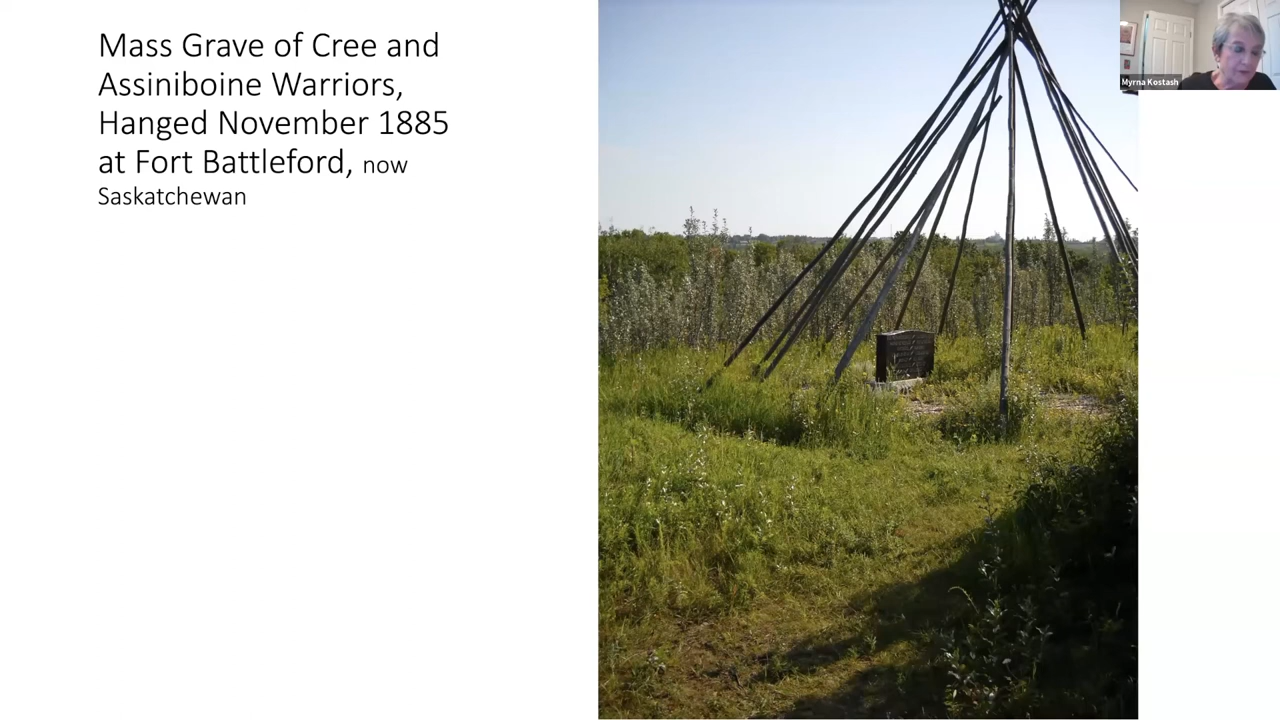 Mass Grave of Cree and
Assiniboine Warriors,
Hanged November 1885
at Fort Battleford, now
Saskatchewan
Myrna Kostash